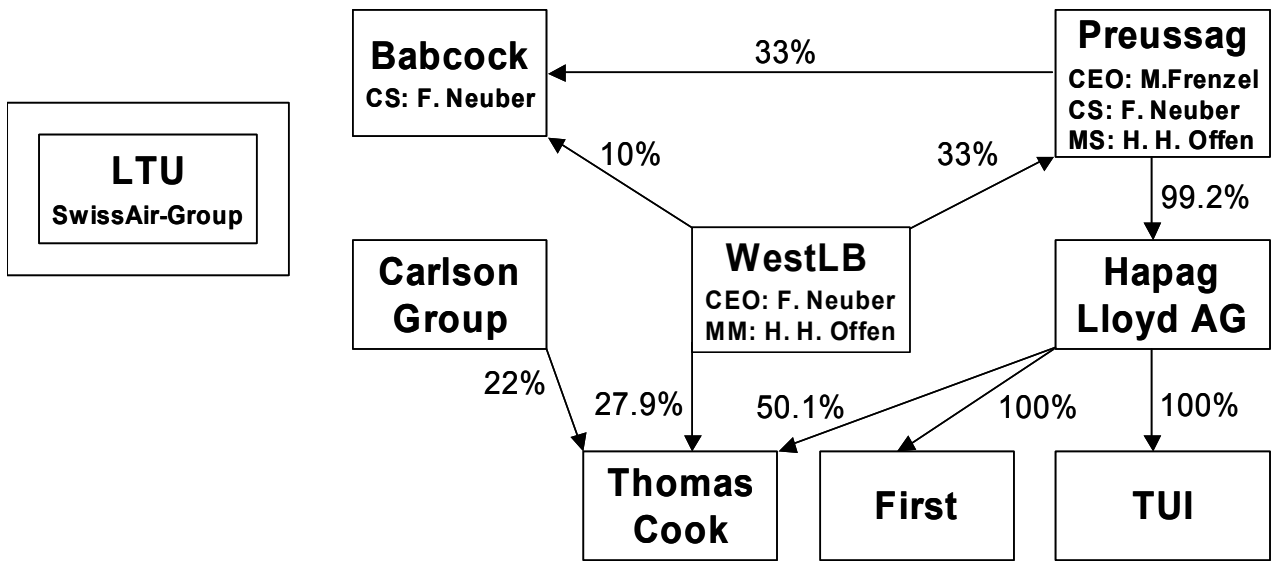 Babcock
CS: F. Neuber
33%
Preussag
CEO: M.Frenzel
CS: F. Neuber
MS: H. H. Offen
LTU
SwissAir-Group
10%
33%
99.2%
Carlson
Group
WestLB
CEO: F. Neuber
MM: H. H. Offen
Hapag
Lloyd AG
22%
27.9%
50.1%
100%
100%
Thomas
Cook
First
TUI